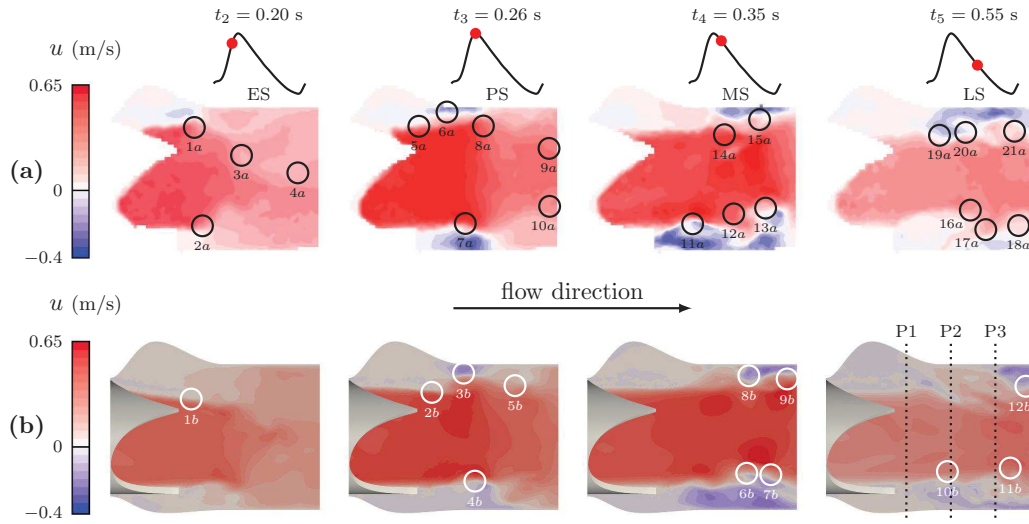 t₂ = 0.20 s
t₃ = 0.26 s
t₄ = 0.35 s
t₅ = 0.55 s
u (m/s)
0.65
0
−0.4
ES
PS
MS
LS
(a)
1a
2a
3a
4a
5a
6a
7a
8a
9a
10a
11a
12a
13a
14a
15a
16a
17a
18a
19a
20a
21a
flow direction
u (m/s)
0.65
0
−0.4
P1 P2 P3
(b)
1b
2b
3b
4b
5b
6b
7b
8b
9b
10b
11b
12b